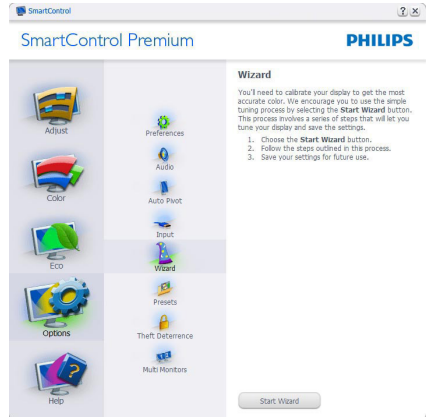 SmartControl
SmartControl Premium
PHILIPS
Adjust
Color
Eco
Options
Help
Preferences
Audio
Auto Pivot
Input
Wizard
Presets
Theft Deterrence
Multi Monitors
Wizard
You'll need to calibrate your display to get the most
accurate color. We encourage you to use the simple
tuning process by selecting the Start Wizard button.
This process involves a series of steps that will let you
tune your display and save the settings.
1. Choose the Start Wizard button.
2. Follow the steps outlined in this process.
3. Save your settings for future use.
Start Wizard